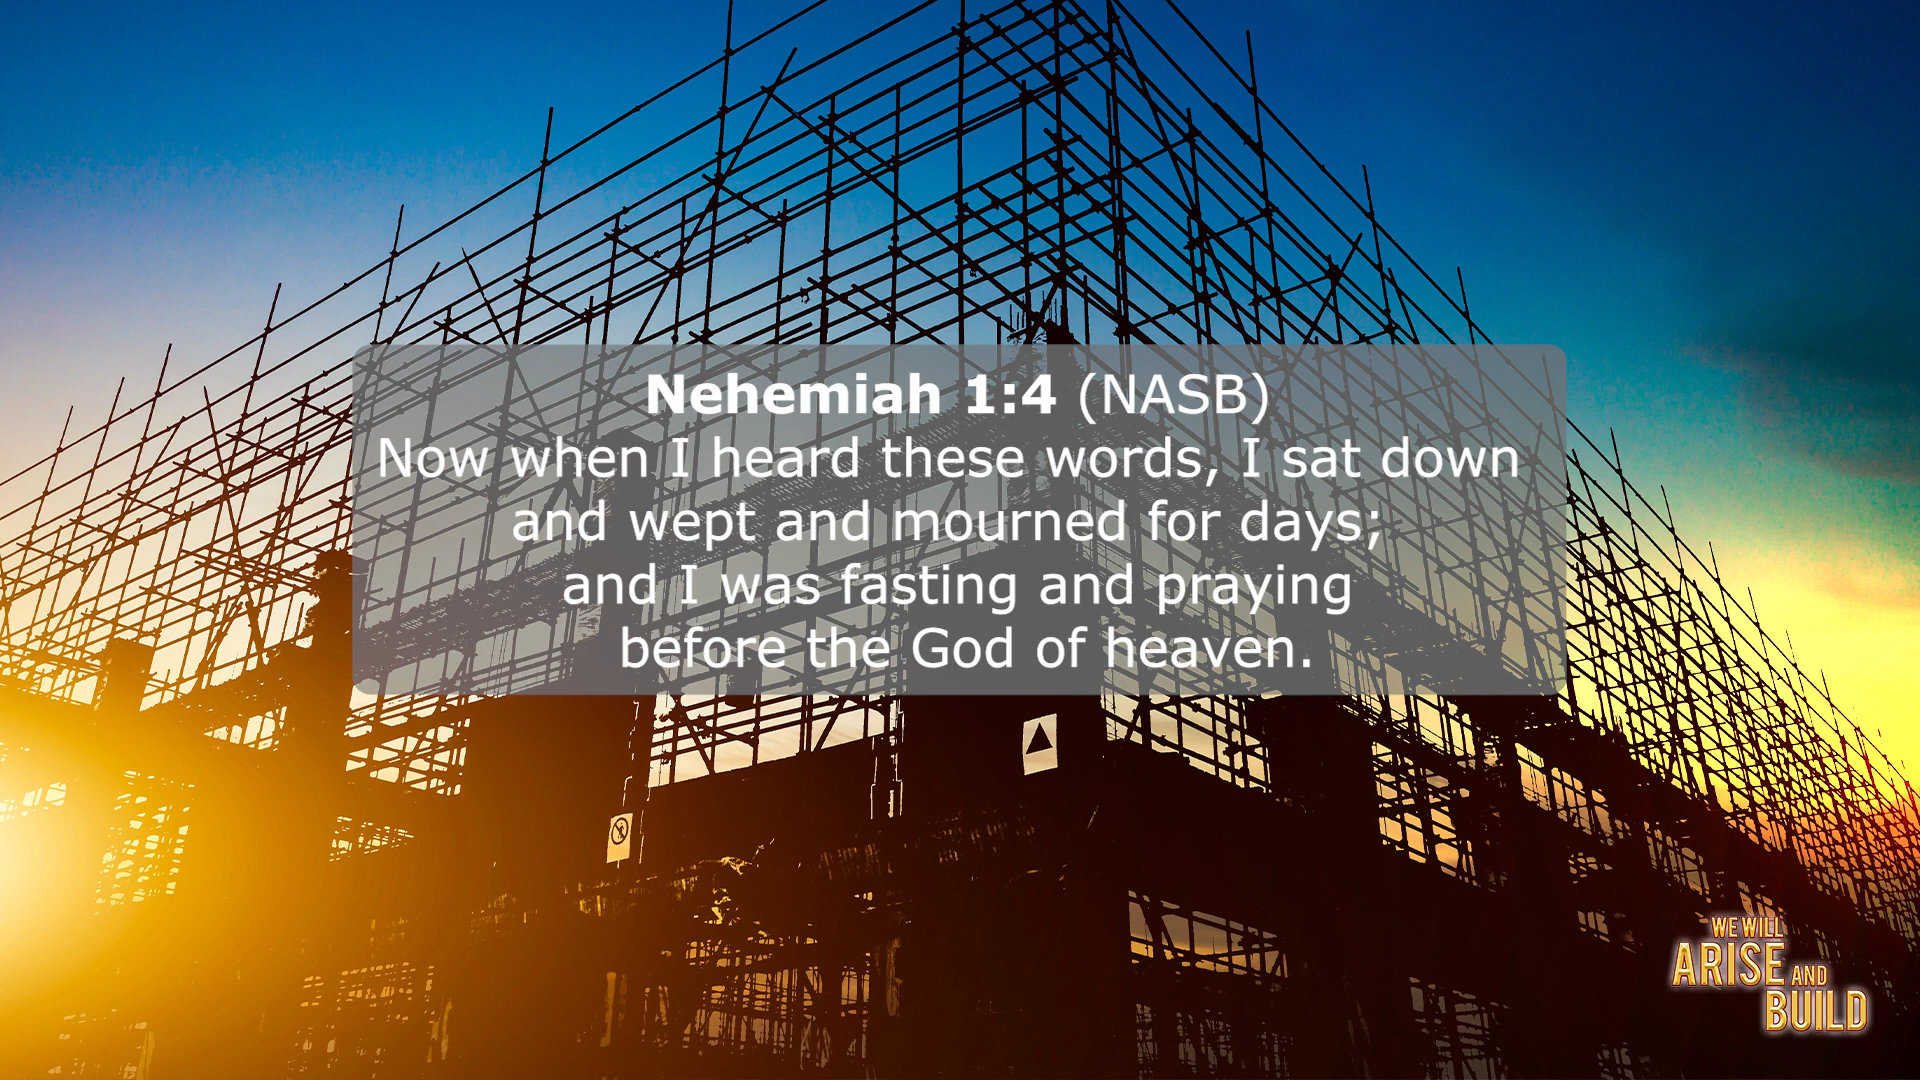 Nehemiah 1:4 (NASB)
Now when I heard these words, I sat down
and wept and mourned for days;
and I was fasting and praying
before the God of heaven.
WE WILL
ARISE AND
BUILD